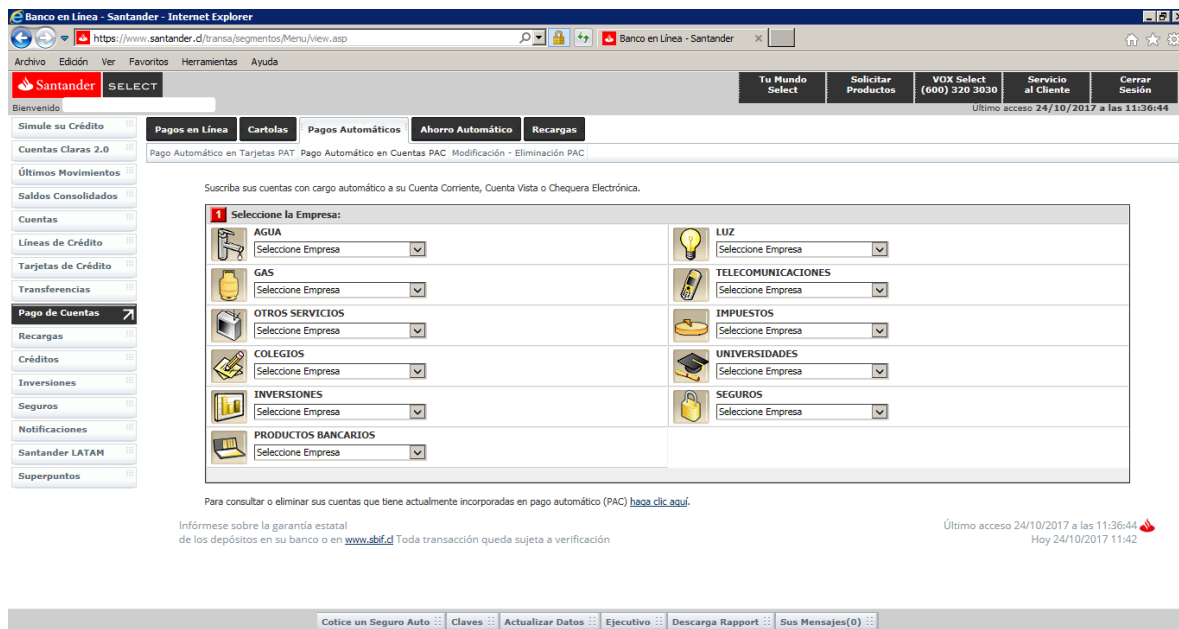 Banco en Línea - Santander - Internet Explorer
https://www.santander.cl/transa/segmentos/Menu/view.asp
Banco en Línea - Santander
Archivo Edición Ver Favoritos Herramientas Ayuda
Santander SELECT
Tu Mundo Select
Solicitar Productos
VOX Select (600) 320 3030
Servicio al Cliente
Cerrar Sesión
Bienvenido
Último acceso 24/10/2017 a las 11:36:44
Simule su Crédito
Cuentas Claras 2.0
Últimos Movimientos
Saldos Consolidados
Cuentas
Líneas de Crédito
Tarjetas de Crédito
Transferencias
Pago de Cuentas
Recargas
Créditos
Inversiones
Seguros
Notificaciones
Santander LATAM
Superpuntos
Pagos en Línea Cartolas Pagos Automáticos Ahorro Automático Recargas
Pago Automático en Tarjetas PAT Pago Automático en Cuentas PAC Modificación - Eliminación PAC
Suscriba sus cuentas con cargo automático a su Cuenta Corriente, Cuenta Vista o Chequera Electrónica.
1 Seleccione la Empresa:
AGUA
Seleccione Empresa
LUZ
Seleccione Empresa
GAS
Seleccione Empresa
TELECOMUNICACIONES
Seleccione Empresa
OTROS SERVICIOS
Seleccione Empresa
IMPUESTOS
Seleccione Empresa
COLEGIOS
Seleccione Empresa
UNIVERSIDADES
Seleccione Empresa
INVERSIONES
Seleccione Empresa
SEGUROS
Seleccione Empresa
PRODUCTOS BANCARIOS
Seleccione Empresa
Para consultar o eliminar sus cuentas que tiene actualmente incorporadas en pago automático (PAC) haga clic aquí.
Infórmese sobre la garantía estatal
de los depósitos en su banco o en www.sbif.cl Toda transacción queda sujeta a verificación
Último acceso 24/10/2017 a las 11:36:44
Hoy 24/10/2017 11:42
Cotice un Seguro Auto Claves Actualizar Datos Ejecutivo Descarga Rapport Sus Mensajes(0)